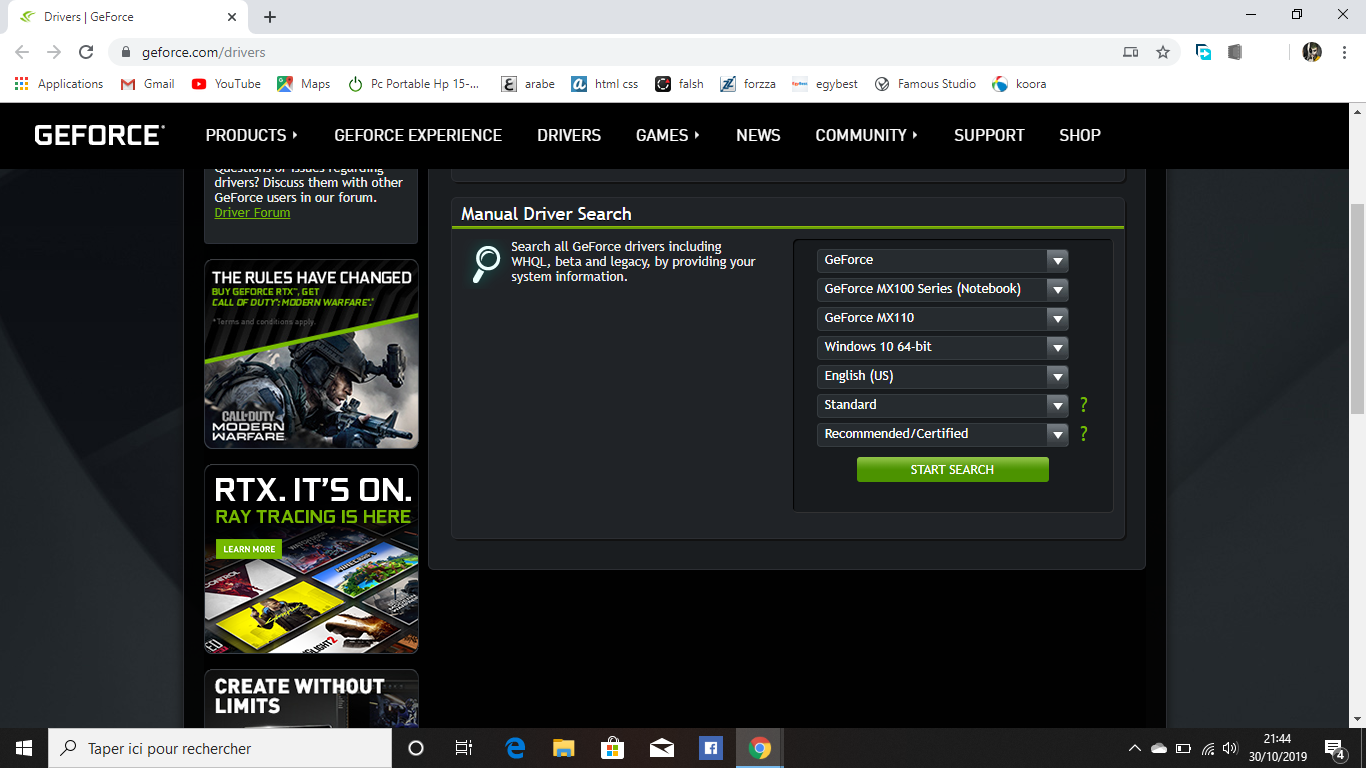 Drivers | GeForce
geforce.com/drivers
Applications
Gmail
YouTube
Maps
Pc Portable Hp 15-...
arabe
html css
falsh
forzza
egybest
Famous Studio
koora
GEFORCE
PRODUCTS
GEFORCE EXPERIENCE
DRIVERS
GAMES
NEWS
COMMUNITY
SUPPORT
SHOP
Questions or issues regarding
drivers? Discuss them with other
GeForce users in our forum.
Driver Forum
THE RULES HAVE CHANGED
BUY GEFORCE RTX™, GET
CALL OF DUTY®: MODERN WARFARE®.*
*Terms and conditions apply.
CALL OF DUTY
MODERN
WARFARE
RTX. IT'S ON.
RAY TRACING IS HERE
LEARN MORE
CONTROL
MINECRAFT
CREATE WITHOUT
LIMITS
Manual Driver Search
Search all GeForce drivers including
WHQL, beta and legacy, by providing your
system information.
GeForce
GeForce MX100 Series (Notebook)
GeForce MX110
Windows 10 64-bit
English (US)
Standard
?
Recommended/Certified
?
START SEARCH
Taper ici pour rechercher
21:44
30/10/2019
4